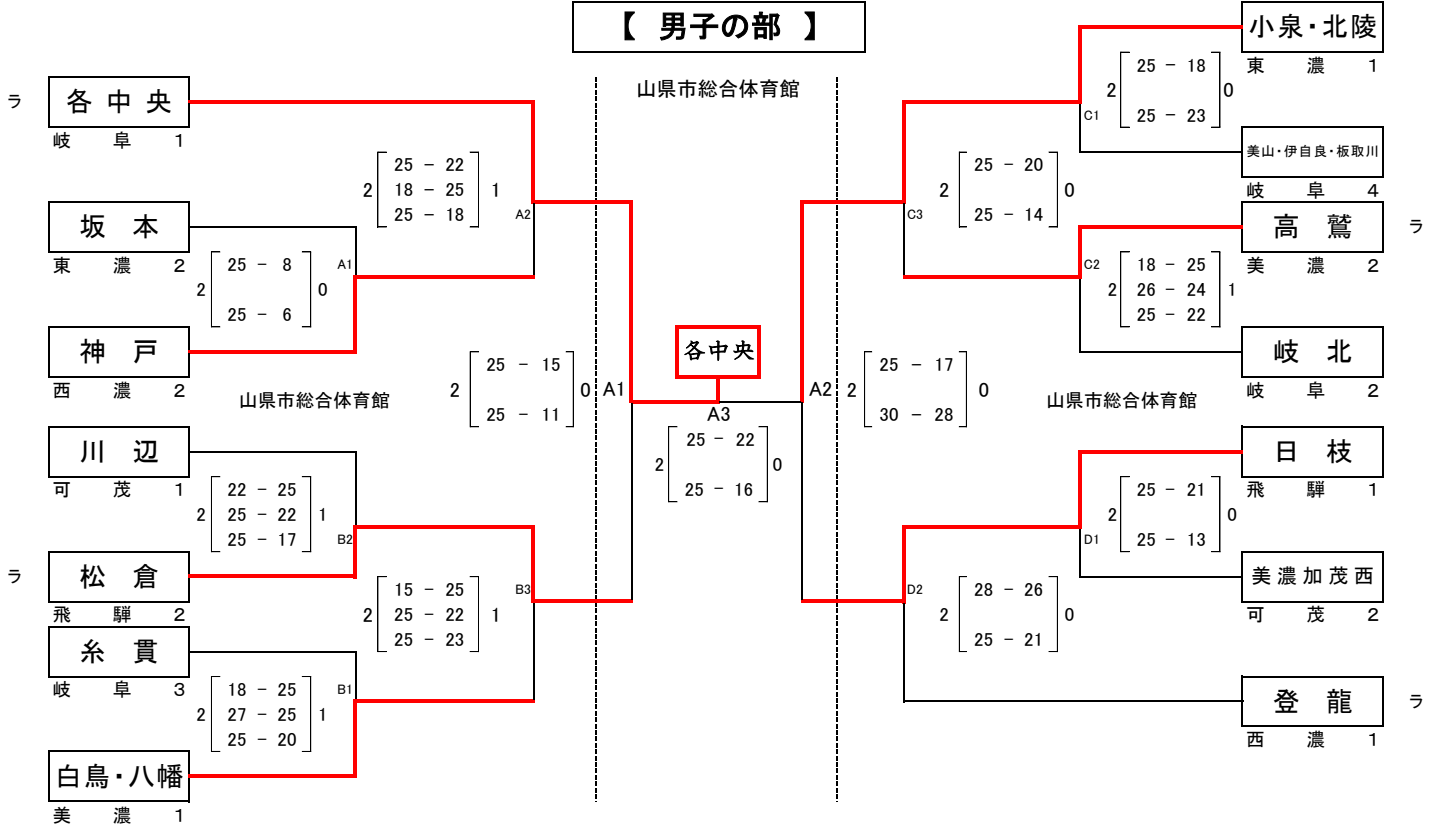 【 男子の部 】
山県市総合体育館
ラ
各中央
岐阜1
坂本
東濃2
神戸
西濃2
山県市総合体育館
川辺
可茂1
ラ
松倉
飛騨2
糸貫
岐阜3
白鳥・八幡
美濃1
2 25 - 8 0
25 - 6
A1
2 25 - 22 1
18 - 25
25 - 18
A2
2 22 - 25 1
25 - 22
25 - 17
B2
2 18 - 25 1
27 - 25
25 - 20
B1
2 15 - 25 1
25 - 22
25 - 23
B3
2 25 - 15 0
25 - 11
A1
各中央
A3
2 25 - 22 0
25 - 16
A2
2 25 - 17 0
30 - 28
2 25 - 20 0
25 - 14
C3
2 28 - 26 0
25 - 21
D2
2 25 - 18 0
25 - 23
C1
2 18 - 25 1
26 - 24
25 - 22
C2
2 25 - 21 0
25 - 13
D1
小泉・北陵
東濃1
美山・伊自良・板取川
岐阜4
高鷲
ラ
美濃2
岐北
岐阜2
山県市総合体育館
日枝
飛騨1
美濃加茂西
可茂2
登龍
ラ
西濃1